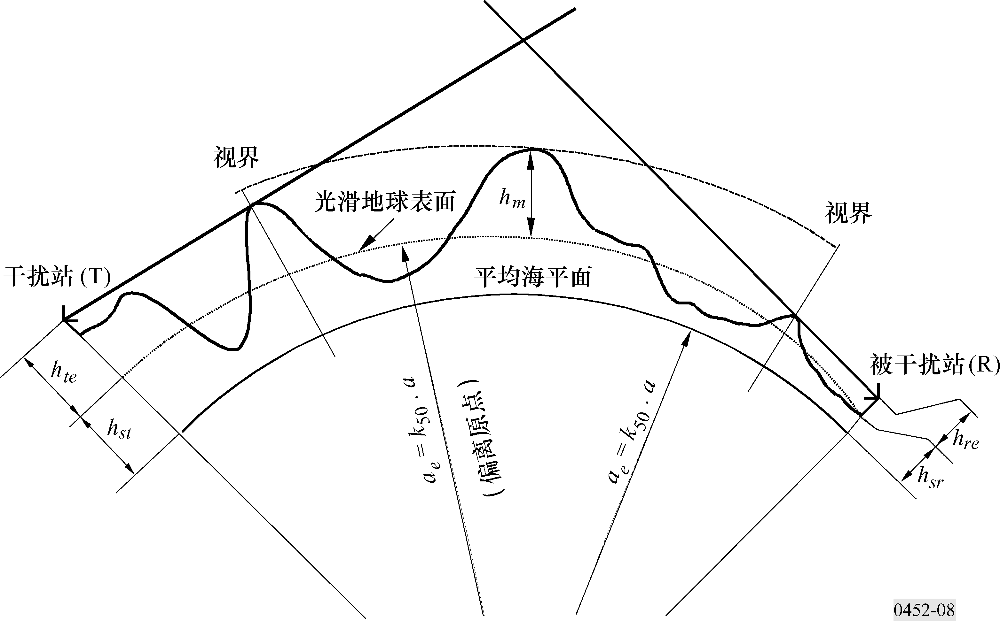 视界
光滑地球表面
h_m
视界
干扰站 (T)
平均海平面
h_te
被干扰站 (R)
h_st
a_e = k_50 · a
(偏离原点)
a_e = k_50 · a
h_re
h_sr
0452-08